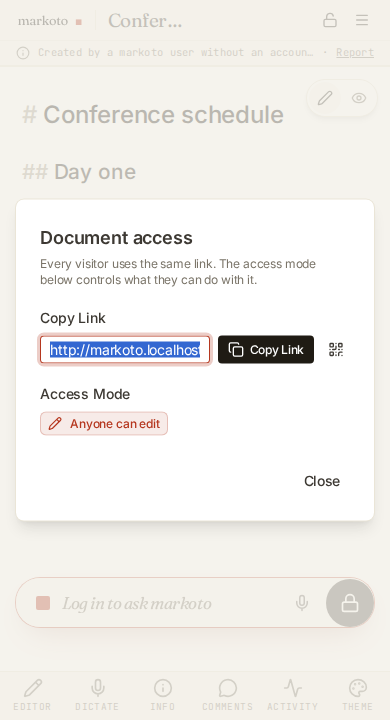 markoto
Confer...
Created by a markoto user without an accoun… · Report
# Conference schedule
## Day one
Document access
Every visitor uses the same link. The access mode
below controls what they can do with it.
Copy Link
http://markoto.localhost
Copy Link
Access Mode
Anyone can edit
Close
Log in to ask markoto
EDITOR
DICTATE
INFO
COMMENTS
ACTIVITY
THEME